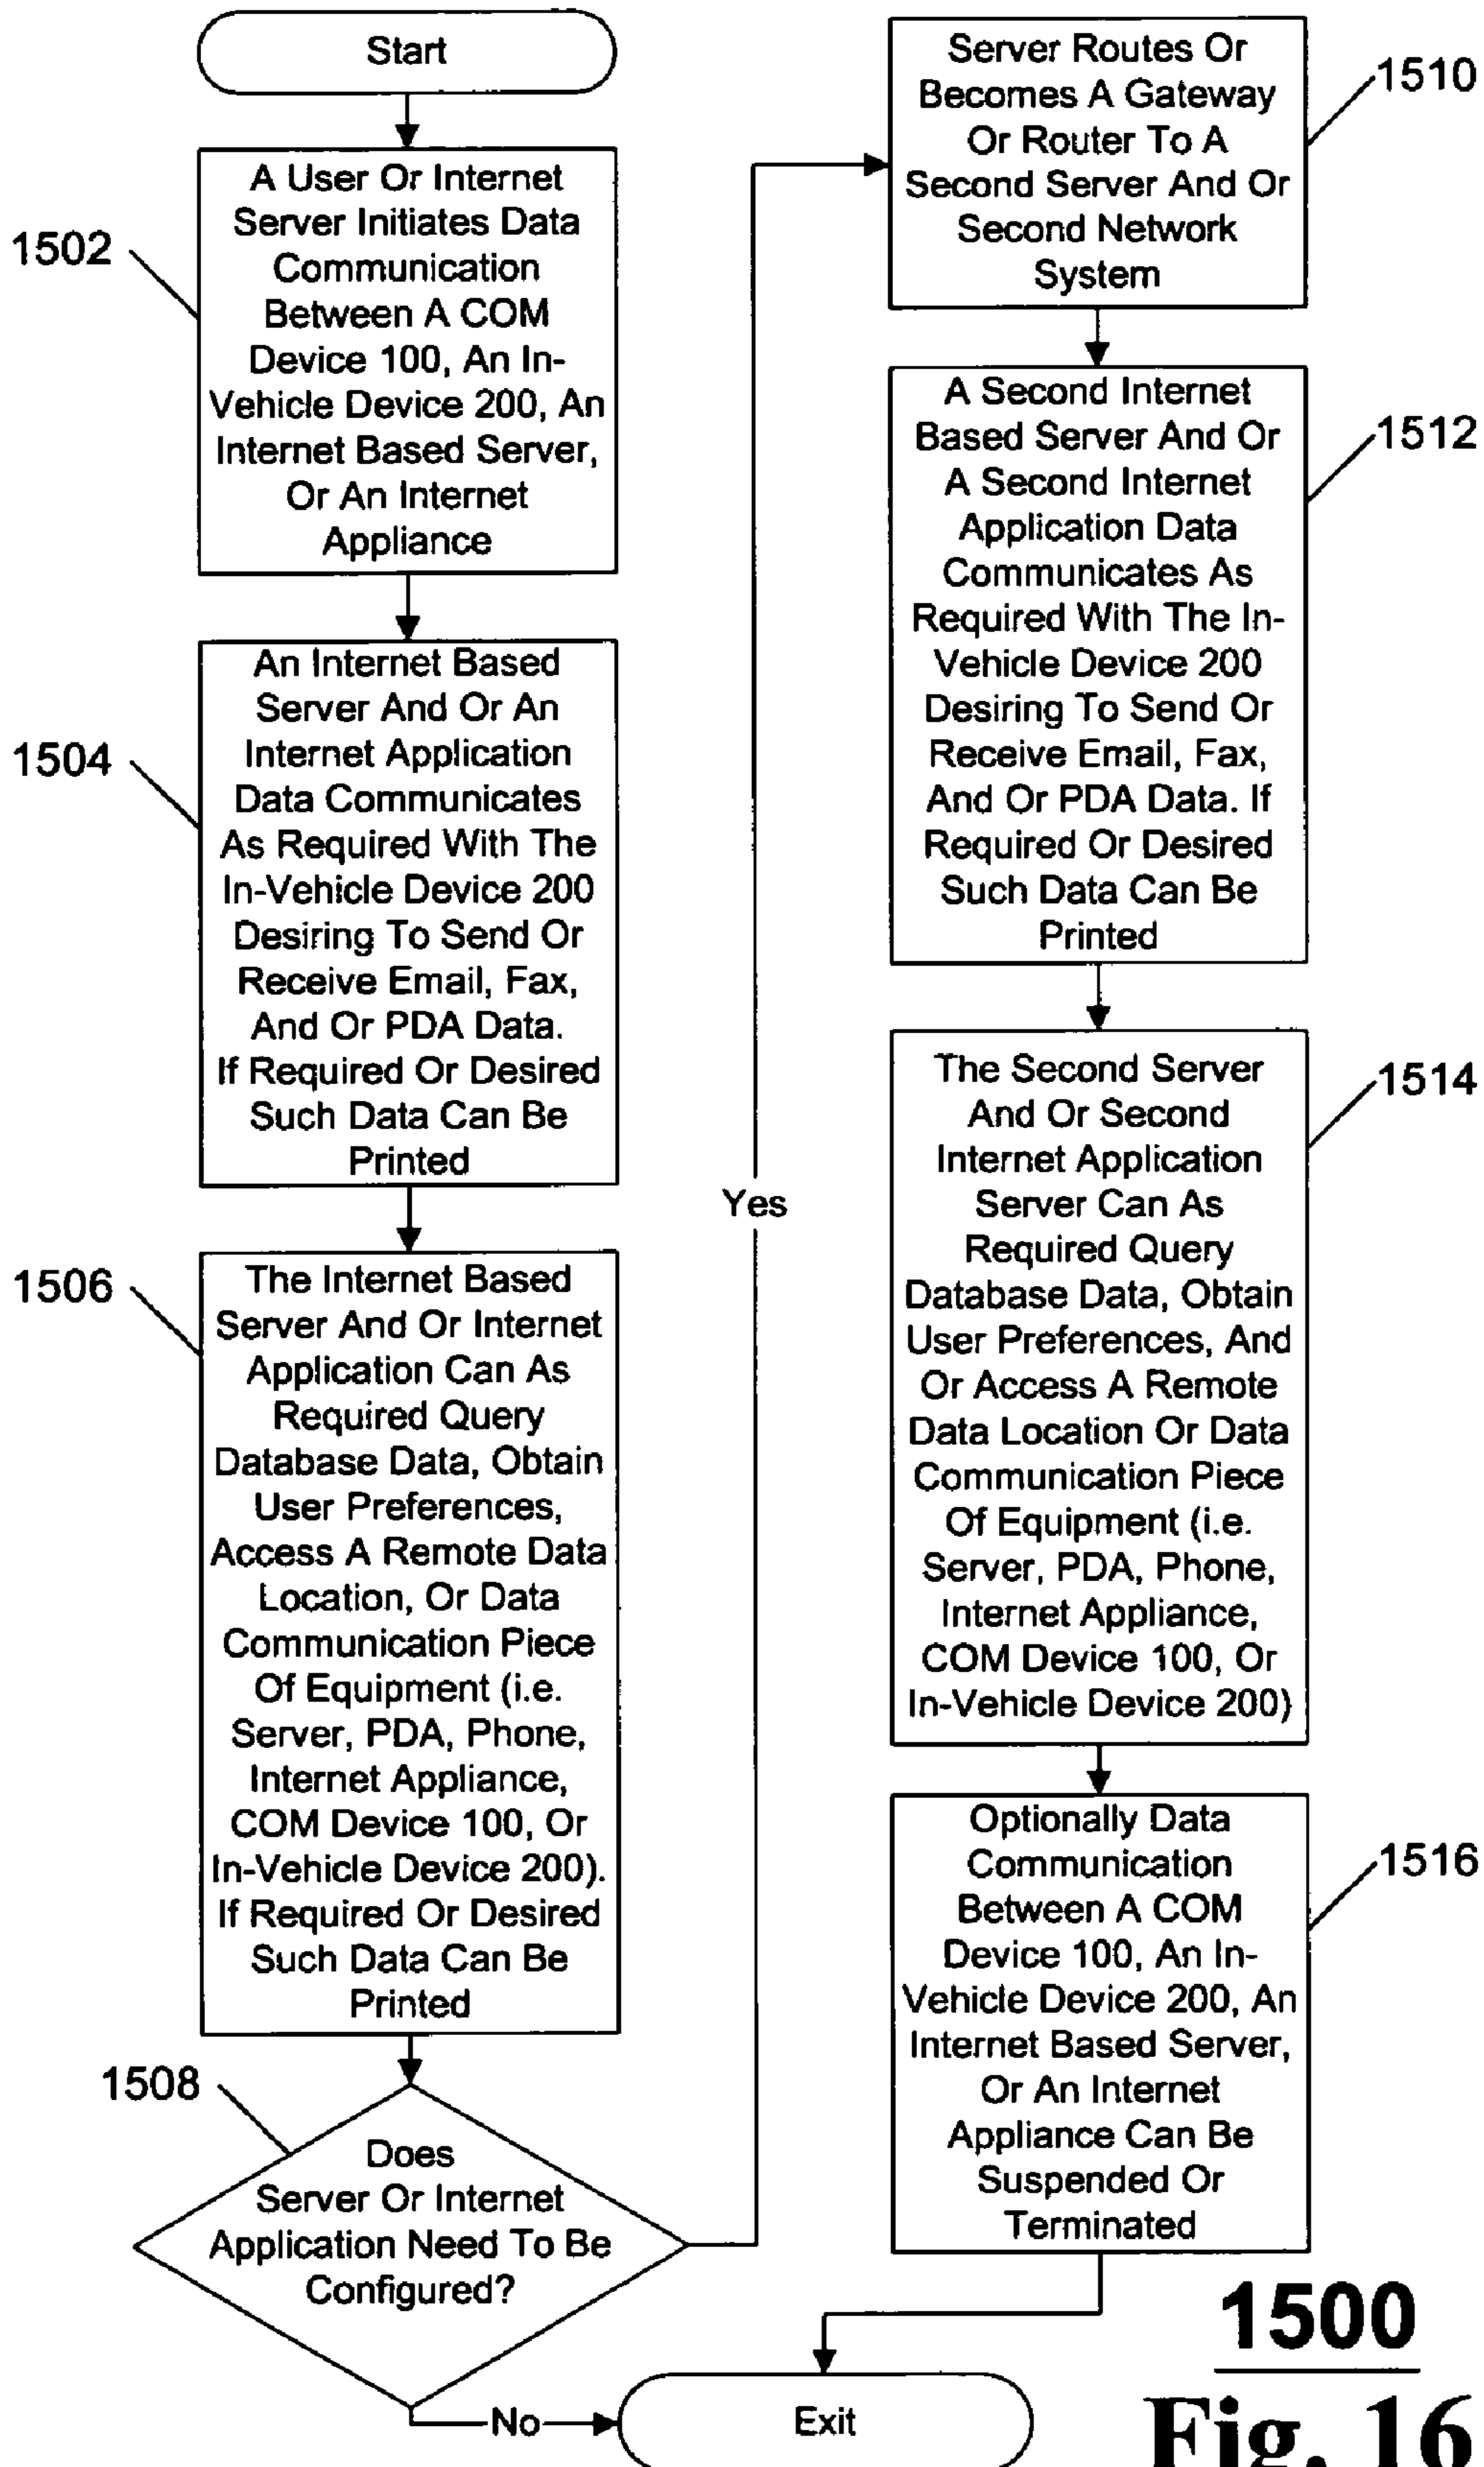 Start
1502
A User Or Internet
Server Initiates Data
Communication
Between A COM
Device 100, An In-
Vehicle Device 200, An
Internet Based Server,
Or An Internet
Appliance
1504
An Internet Based
Server And Or An
Internet Application
Data Communicates
As Required With The
In-Vehicle Device 200
Desiring To Send Or
Receive Email, Fax,
And Or PDA Data.
If Required Or Desired
Such Data Can Be
Printed
1506
The Internet Based
Server And Or Internet
Application Can As
Required Query
Database Data, Obtain
User Preferences,
Access A Remote Data
Location, Or Data
Communication Piece
Of Equipment (i.e.
Server, PDA, Phone,
Internet Appliance,
COM Device 100, Or
In-Vehicle Device 200).
If Required Or Desired
Such Data Can Be
Printed
1508
Does
Server Or Internet
Application Need To Be
Configured?
Yes
No
Server Routes Or
Becomes A Gateway
Or Router To A
Second Server And Or
Second Network
System
1510
A Second Internet
Based Server And Or
A Second Internet
Application Data
Communicates As
Required With The In-
Vehicle Device 200
Desiring To Send Or
Receive Email, Fax,
And Or PDA Data. If
Required Or Desired
Such Data Can Be
Printed
1512
The Second Server
And Or Second
Internet Application
Server Can As
Required Query
Database Data, Obtain
User Preferences, And
Or Access A Remote
Data Location Or Data
Communication Piece
Of Equipment (i.e.
Server, PDA, Phone,
Internet Appliance,
COM Device 100, Or
In-Vehicle Device 200)
1514
Optionally Data
Communication
Between A COM
Device 100, An In-
Vehicle Device 200, An
Internet Based Server,
Or An Internet
Appliance Can Be
Suspended Or
Terminated
1516
Exit
1500
Fig. 16